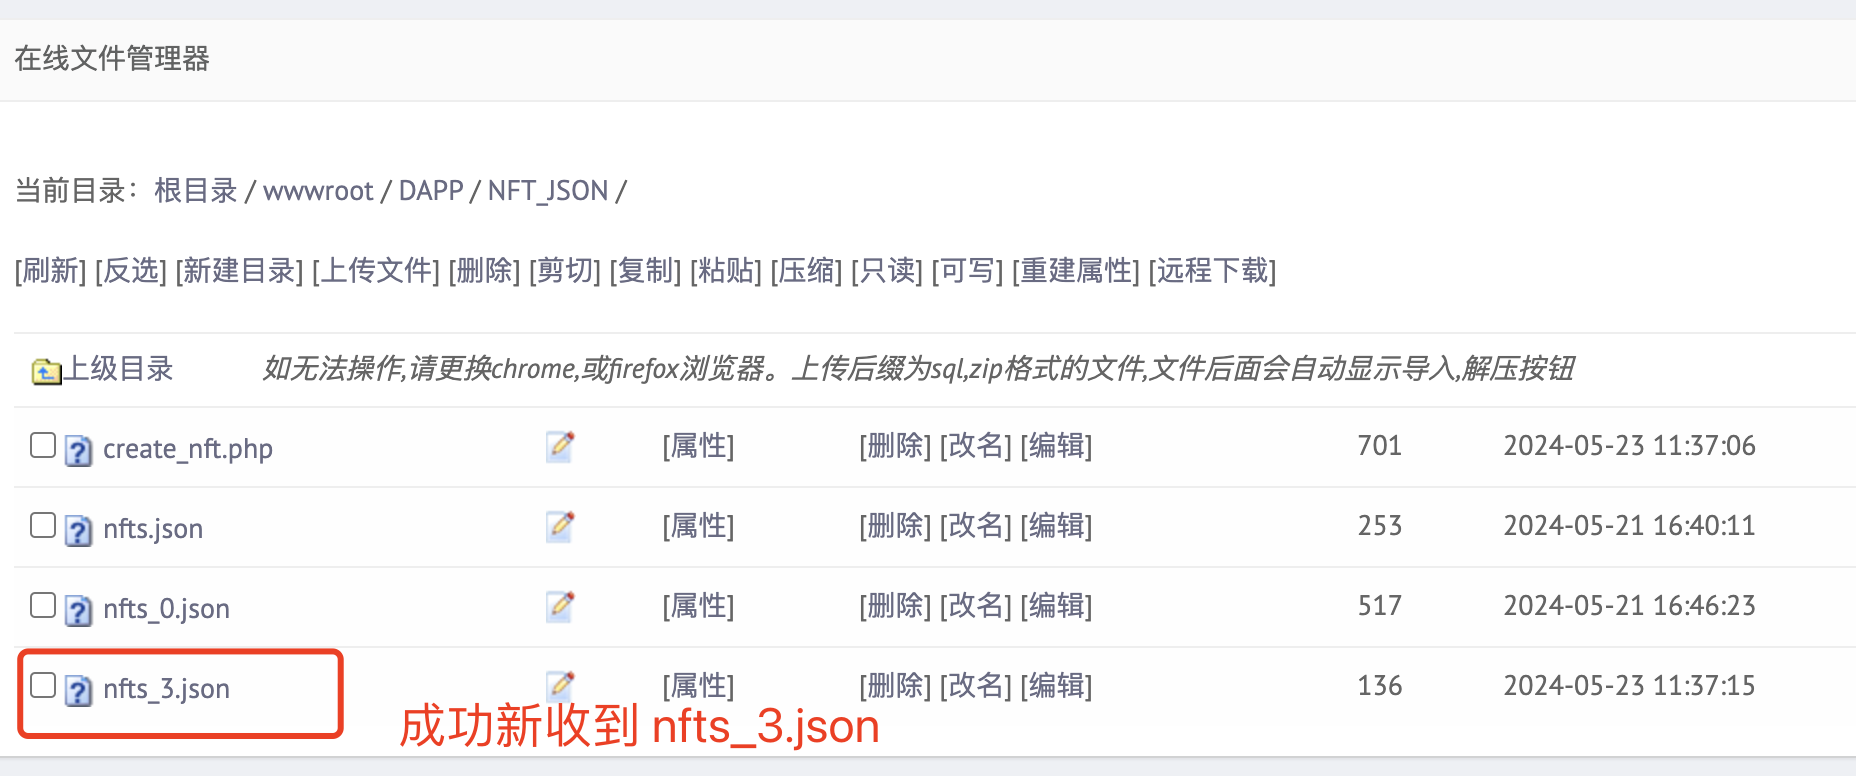 在线文件管理器
当前目录：根目录 / wwwroot / DAPP / NFT_JSON /
[刷新] [反选] [新建目录] [上传文件] [删除] [剪切] [复制] [粘贴] [压缩] [只读] [可写] [重建属性] [远程下载]
上级目录 如无法操作,请更换chrome,或firefox浏览器。上传后缀为sql,zip格式的文件,文件后面会自动显示导入,解压按钮
create_nft.php [属性] [删除] [改名] [编辑] 701 2024-05-23 11:37:06
nfts.json [属性] [删除] [改名] [编辑] 253 2024-05-21 16:40:11
nfts_0.json [属性] [删除] [改名] [编辑] 517 2024-05-21 16:46:23
nfts_3.json [属性] [删除] [改名] [编辑] 136 2024-05-23 11:37:15
成功新收到 nfts_3.json